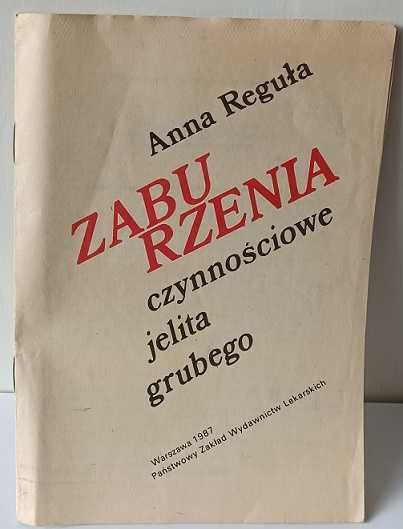 Anna Reguła
ZABU
RZENIA
czynnościowe
jelita
grubego
Warszawa 1987
Państwowy Zakład Wydawnictw Lekarskich